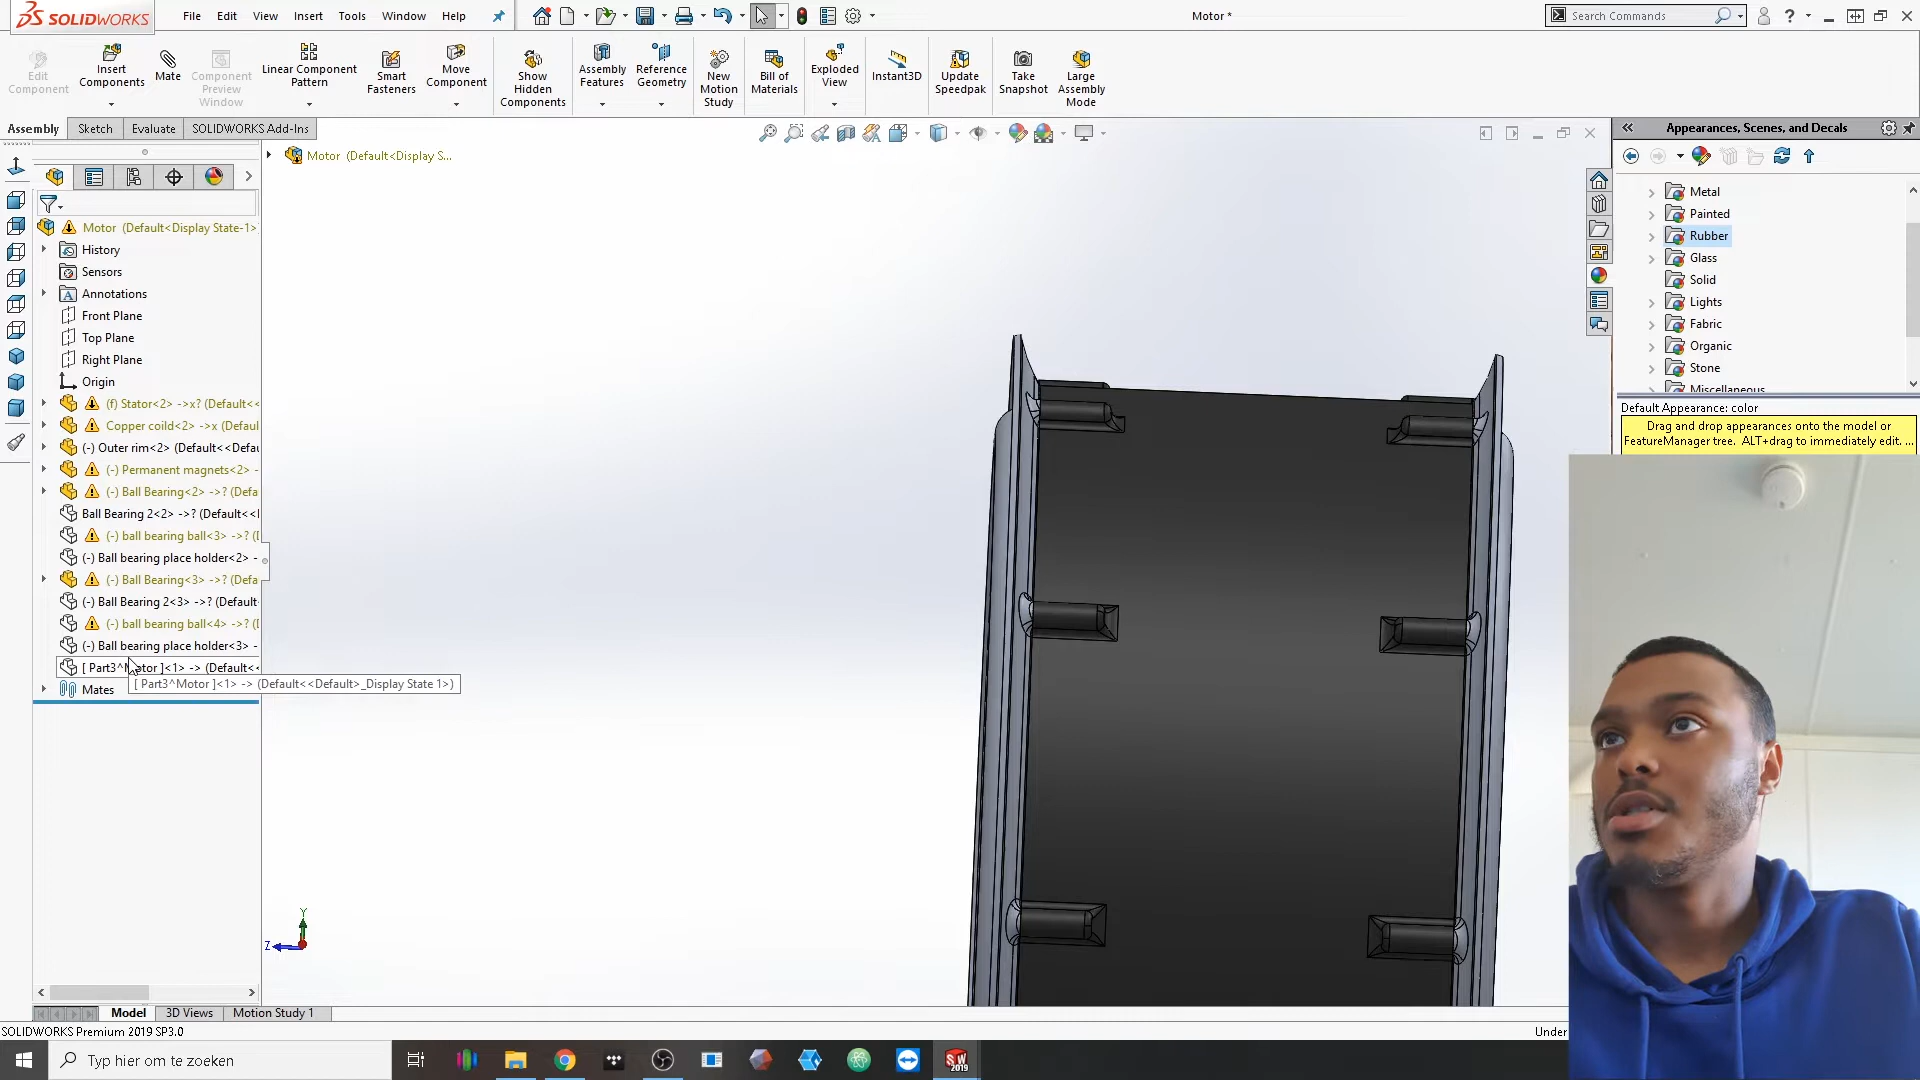 SOLIDWORKS
File Edit View Insert Tools Window Help
Motor *
Search Commands
Edit Component
Insert Components
Mate
Component Preview Window
Linear Component Pattern
Smart Fasteners
Move Component
Show Hidden Components
Assembly Features
Reference Geometry
New Motion Study
Bill of Materials
Exploded View
Instant3D
Update Speedpak
Take Snapshot
Large Assembly Mode
Assembly Sketch Evaluate SOLIDWORKS Add-Ins
Motor (Default<Display S...
Motor (Default<Display State-1>
History
Sensors
Annotations
Front Plane
Top Plane
Right Plane
Origin
(f) Stator<2> ->x? (Default<<
Copper coild<2> ->x (Defaul
(-) Outer rim<2> (Default<<Defau
(-) Permanent magnets<2> -
(-) Ball Bearing<2> ->? (Defa
Ball Bearing 2<2> ->? (Default<<
(-) ball bearing ball<3> ->? (
(-) Ball bearing place holder<2> -
(-) Ball Bearing<3> ->? (Defa
(-) Ball Bearing 2<3> ->? (Default
(-) ball bearing ball<4> ->? (
(-) Ball bearing place holder<3> -
[ Part3^Motor ]<1> -> (Default<<
Mates
[ Part3^Motor ]<1> -> (Default<<Default>_Display State 1>)
Y
Z
Appearances, Scenes, and Decals
Metal
Painted
Rubber
Glass
Solid
Lights
Fabric
Organic
Stone
Miscellaneous
Default Appearance: color
Drag and drop appearances onto the model or
FeatureManager tree. ALT+drag to immediately edit. ...
Model 3D Views Motion Study 1
SOLIDWORKS Premium 2019 SP3.0
Under
Typ hier om te zoeken
SW
2019